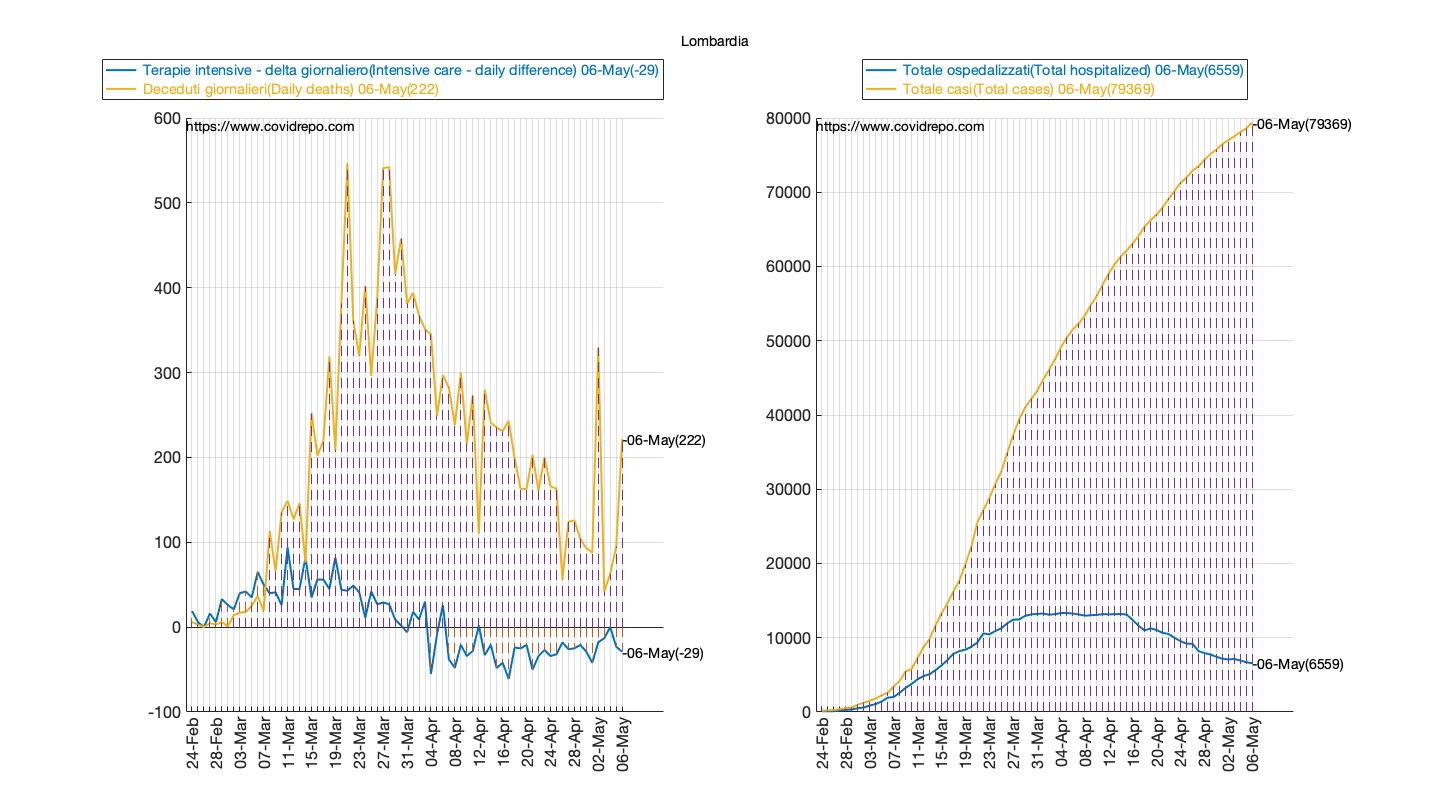 Lombardia
Terapie intensive - delta giornaliero(Intensive care - daily difference) 06-May(-29)
Deceduti giornalieri(Daily deaths) 06-May(222)
https://www.covidrepo.com
600
500
400
300
200
100
0
-100
-06-May(222)
-06-May(-29)
24-Feb
28-Feb
03-Mar
07-Mar
11-Mar
15-Mar
19-Mar
23-Mar
27-Mar
31-Mar
04-Apr
08-Apr
12-Apr
16-Apr
20-Apr
24-Apr
28-Apr
02-May
06-May
Totale ospedalizzati(Total hospitalized) 06-May(6559)
Totale casi(Total cases) 06-May(79369)
https://www.covidrepo.com
80000
70000
60000
50000
40000
30000
20000
10000
0
-06-May(79369)
-06-May(6559)
24-Feb
28-Feb
03-Mar
07-Mar
11-Mar
15-Mar
19-Mar
23-Mar
27-Mar
31-Mar
04-Apr
08-Apr
12-Apr
16-Apr
20-Apr
24-Apr
28-Apr
02-May
06-May